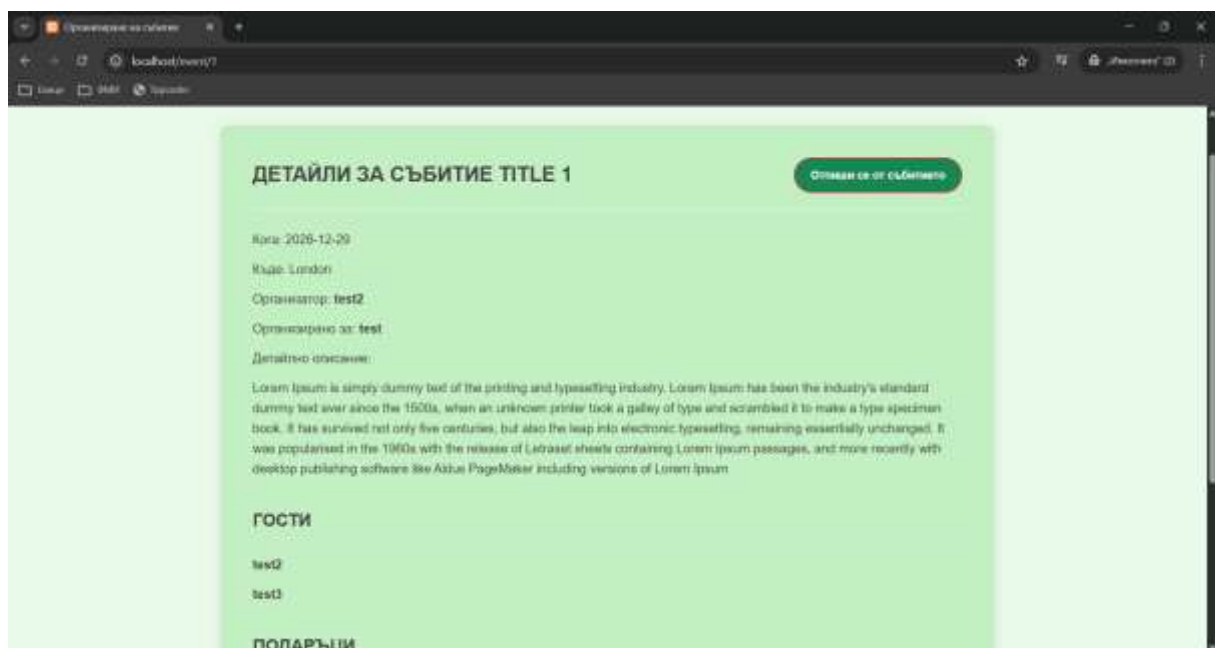 Организиране на събитие
localhost/event/1
ДЕТАЙЛИ ЗА СЪБИТИЕ TITLE 1
Отпиши се от събитието
Кога: 2026-12-29
Къде: London
Организатор: test2
Организирано за: test
Детайлно описание:
Lorem Ipsum is simply dummy text of the printing and typesetting industry. Lorem Ipsum has been the industry's standard
dummy text ever since the 1500s, when an unknown printer took a galley of type and scrambled it to make a type specimen
book. It has survived not only five centuries, but also the leap into electronic typesetting, remaining essentially unchanged. It
was popularised in the 1960s with the release of Letraset sheets containing Lorem Ipsum passages, and more recently with
desktop publishing software like Aldus PageMaker including versions of Lorem Ipsum
ГОСТИ
test2
test3
ПОДАРЪЦИ